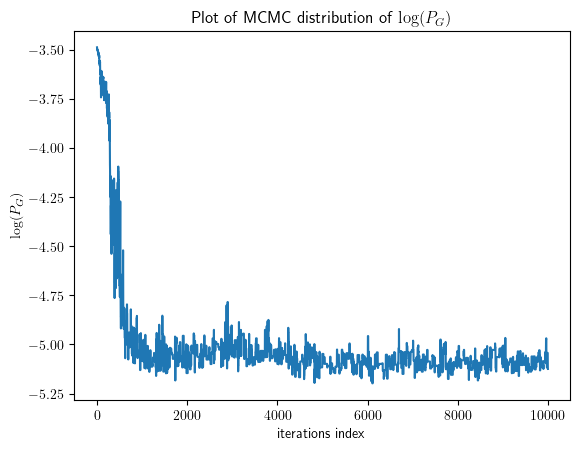 Plot of MCMC distribution of log(P_G)
−3.50
−3.75
−4.00
−4.25
−4.50
−4.75
−5.00
−5.25
log(P_G)
0 2000 4000 6000 8000 10000
iterations index